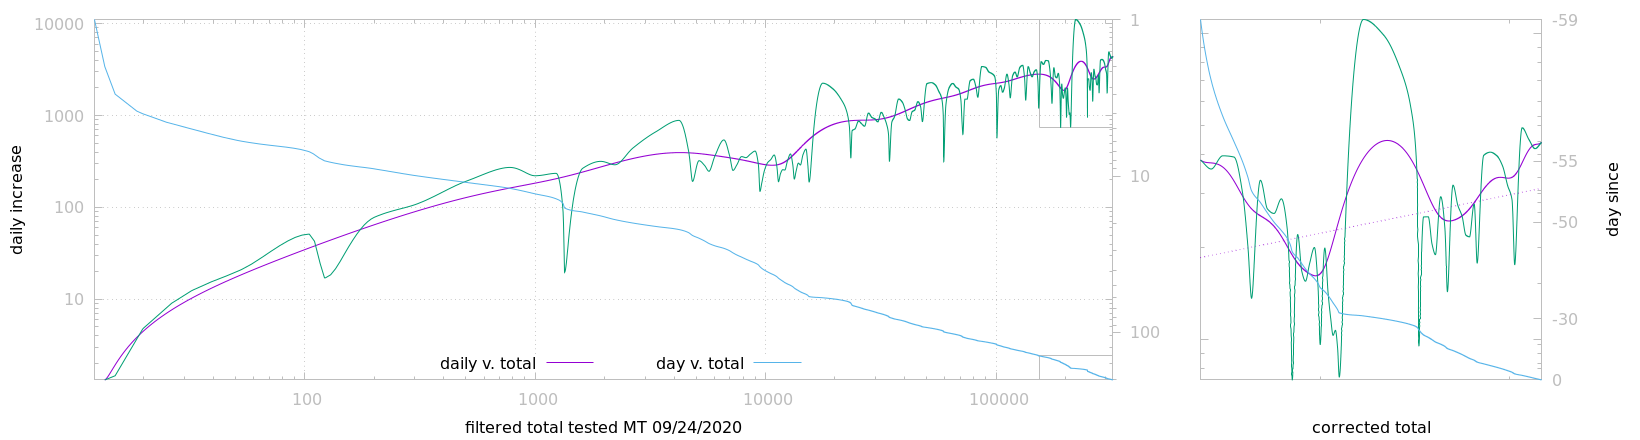 10000
1000
100
10
daily increase
daily v. total
day v. total
100
1000
10000
100000
filtered total tested MT 09/24/2020
1
10
100
-59
-55
-50
-30
0
day since
corrected total